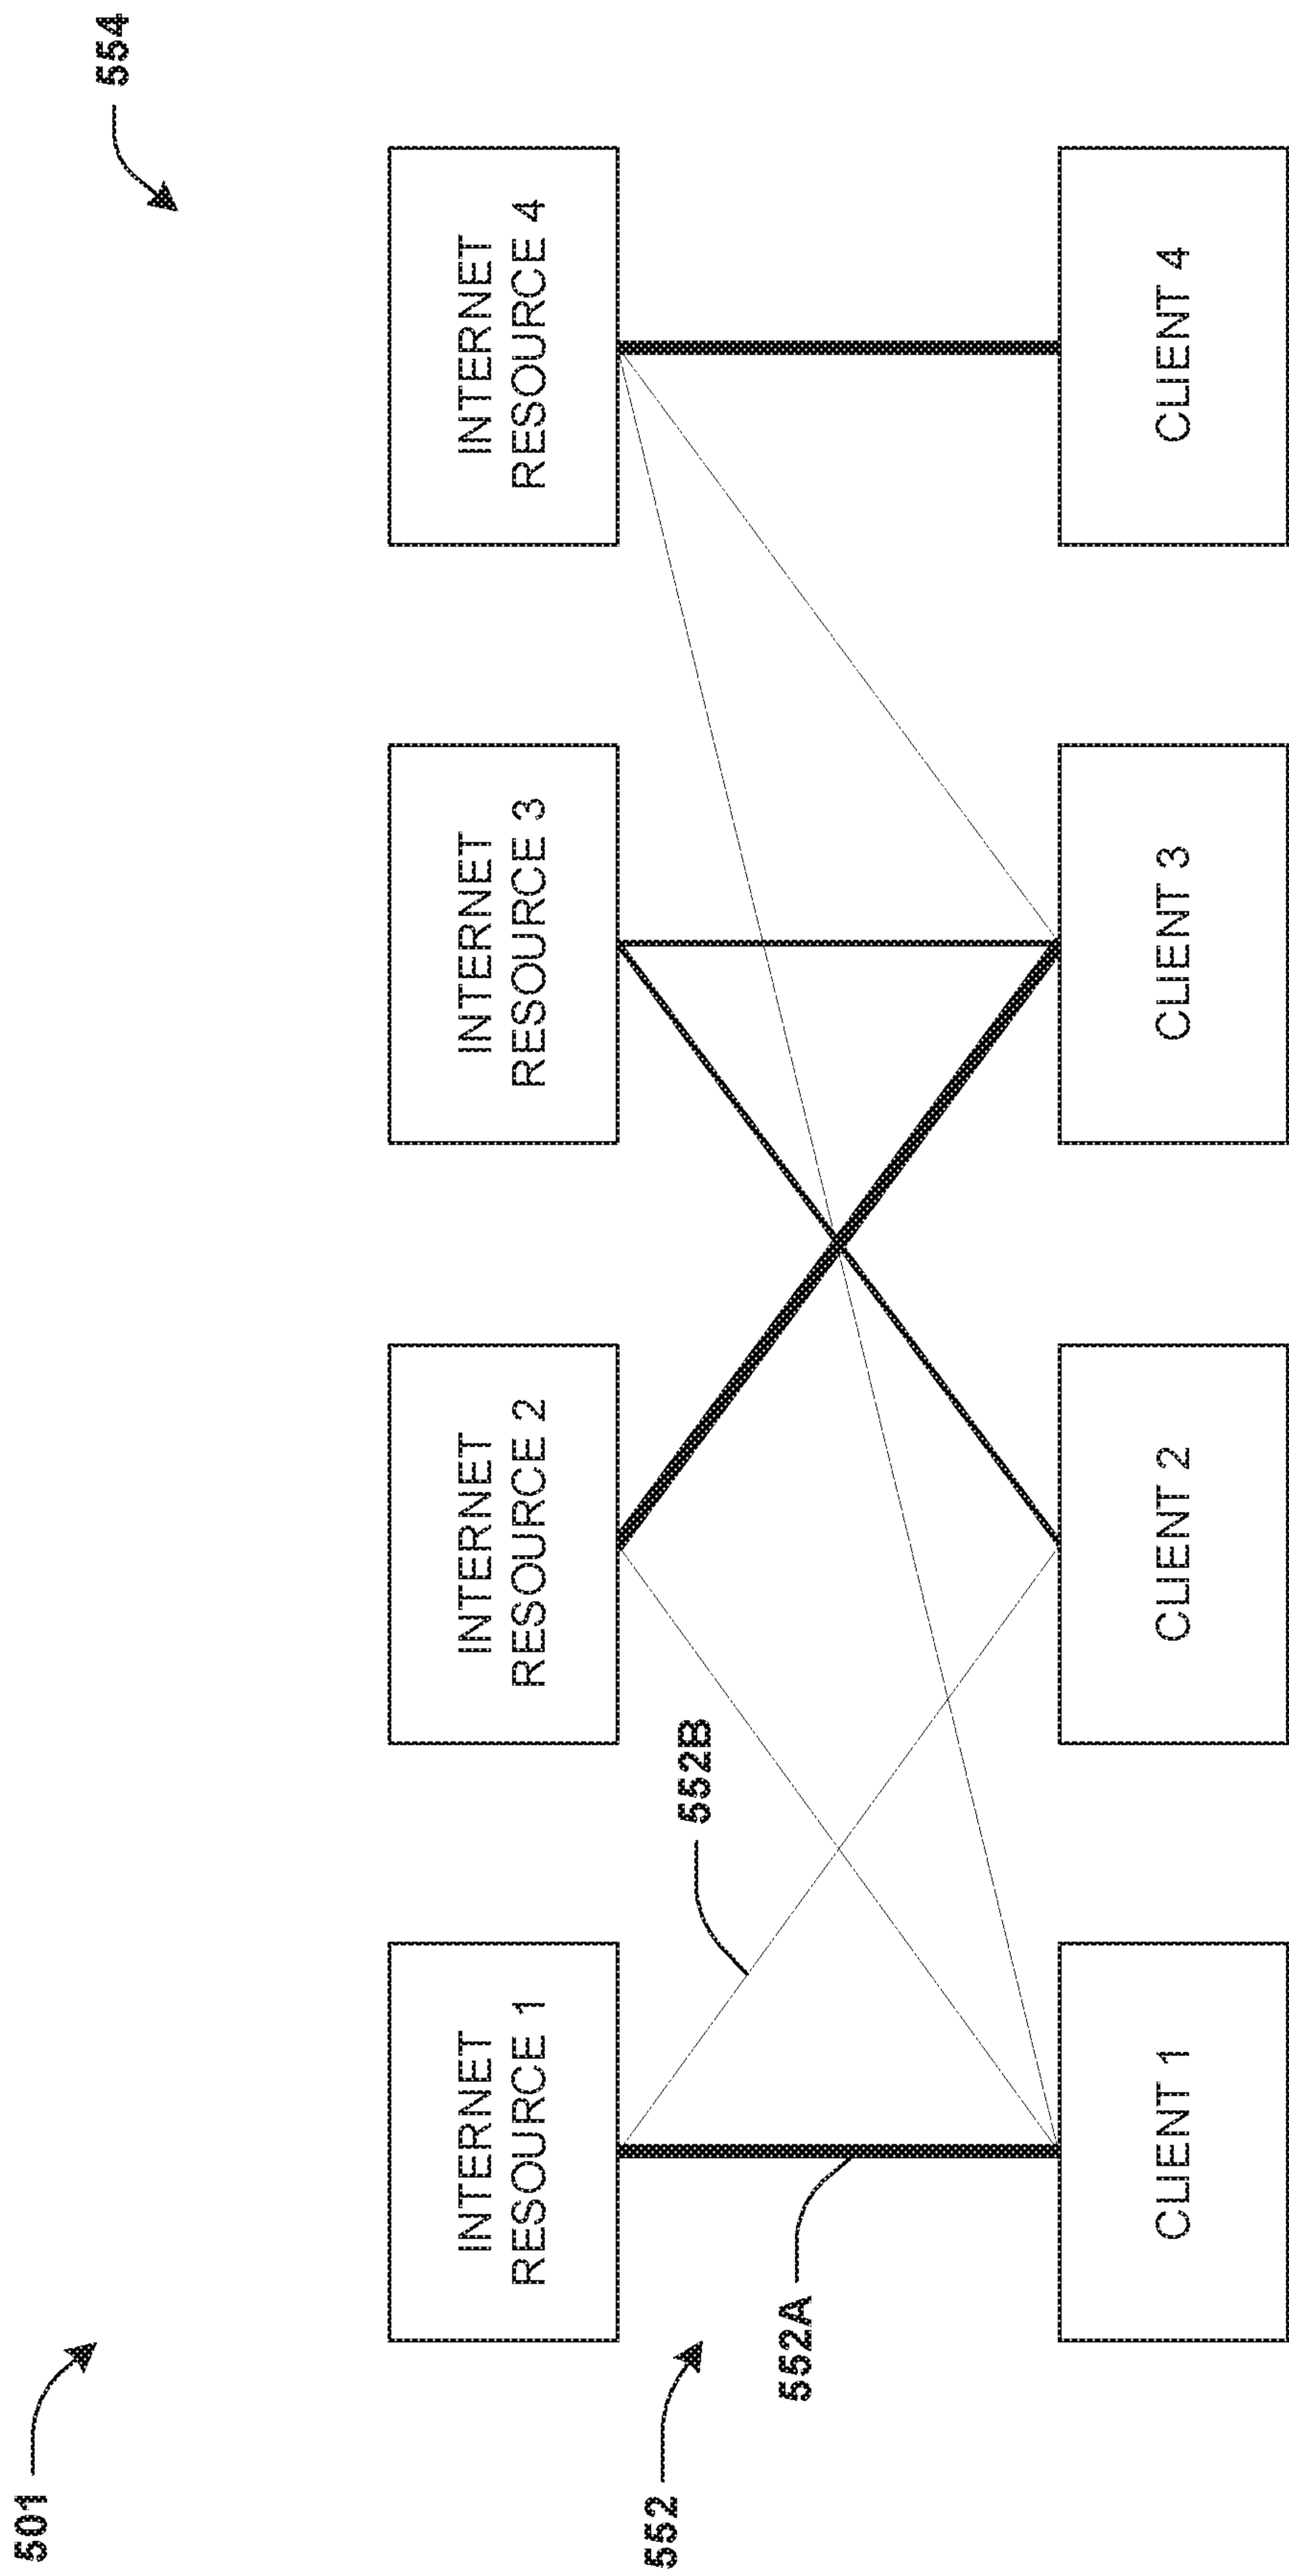 501
554
INTERNET
RESOURCE 1
INTERNET
RESOURCE 2
INTERNET
RESOURCE 3
INTERNET
RESOURCE 4
552
552B
552A
CLIENT 1
CLIENT 2
CLIENT 3
CLIENT 4